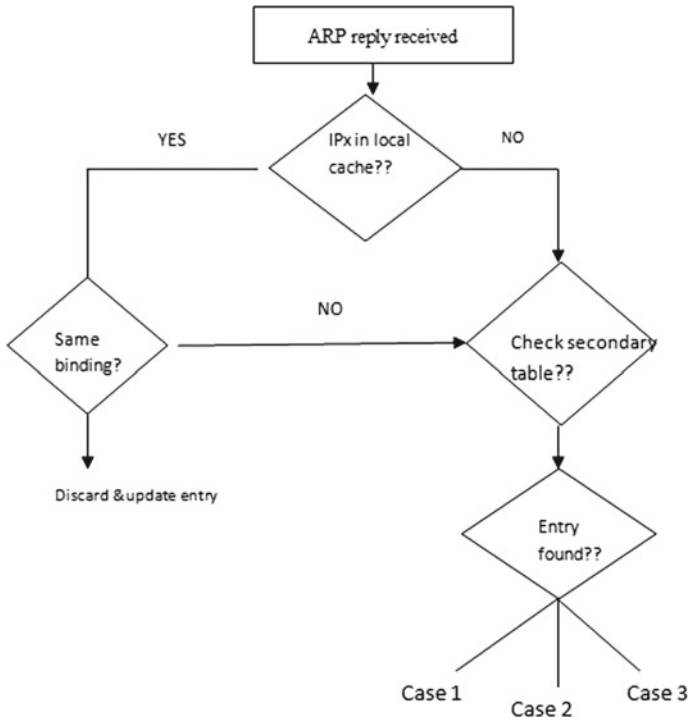 ARP reply received
YES
IPx in local
cache??
NO
Same
binding?
NO
Check secondary
table??
Discard &update entry
Entry
found??
Case 1
Case 2
Case 3